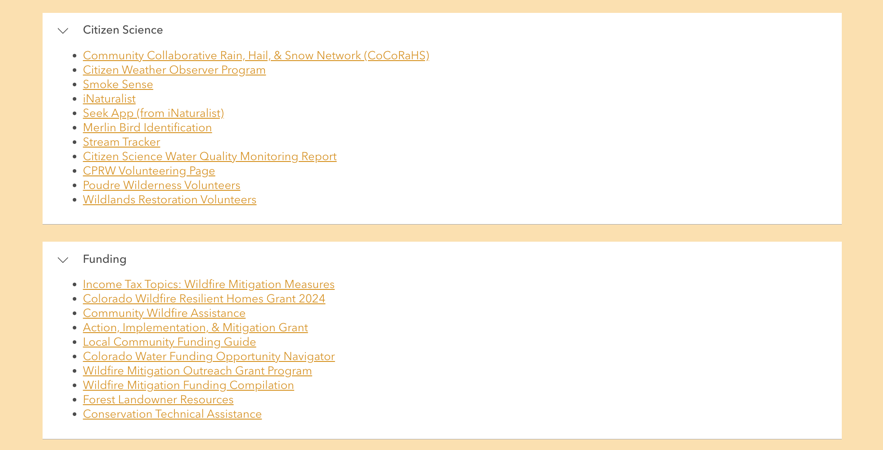 Citizen Science
Community Collaborative Rain, Hail, & Snow Network (CoCoRaHS)
Citizen Weather Observer Program
Smoke Sense
iNaturalist
Seek App (from iNaturalist)
Merlin Bird Identification
Stream Tracker
Citizen Science Water Quality Monitoring Report
CPRW Volunteering Page
Poudre Wilderness Volunteers
Wildlands Restoration Volunteers
Funding
Income Tax Topics: Wildfire Mitigation Measures
Colorado Wildfire Resilient Homes Grant 2024
Community Wildfire Assistance
Action, Implementation, & Mitigation Grant
Local Community Funding Guide
Colorado Water Funding Opportunity Navigator
Wildfire Mitigation Outreach Grant Program
Wildfire Mitigation Funding Compilation
Forest Landowner Resources
Conservation Technical Assistance